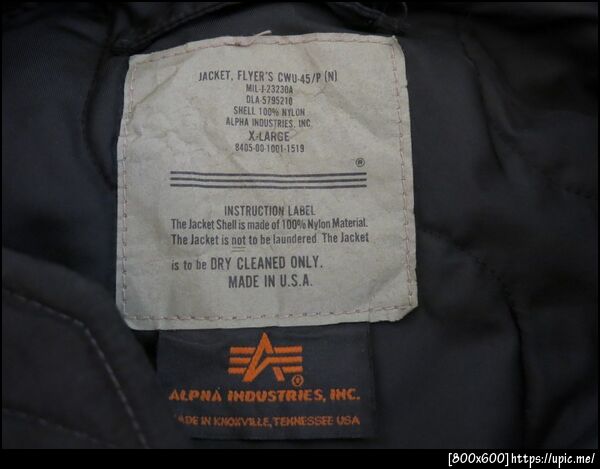 JACKET, FLYER'S CWU-45/P (N)
MIL-J-23230A
DLA-5795210
SHELL 100% NYLON
ALPHA INDUSTRIES, INC.
X-LARGE
8405-00-1001-1519
®
INSTRUCTION LABEL
The Jacket Shell is made of 100% Nylon Material.
The Jacket is not to be laundered The Jacket
is to be DRY CLEANED ONLY.
MADE IN U.S.A.
®
ALPHA INDUSTRIES, INC.
MADE IN KNOXVILLE, TENNESSEE USA
[800x600]https://upic.me/